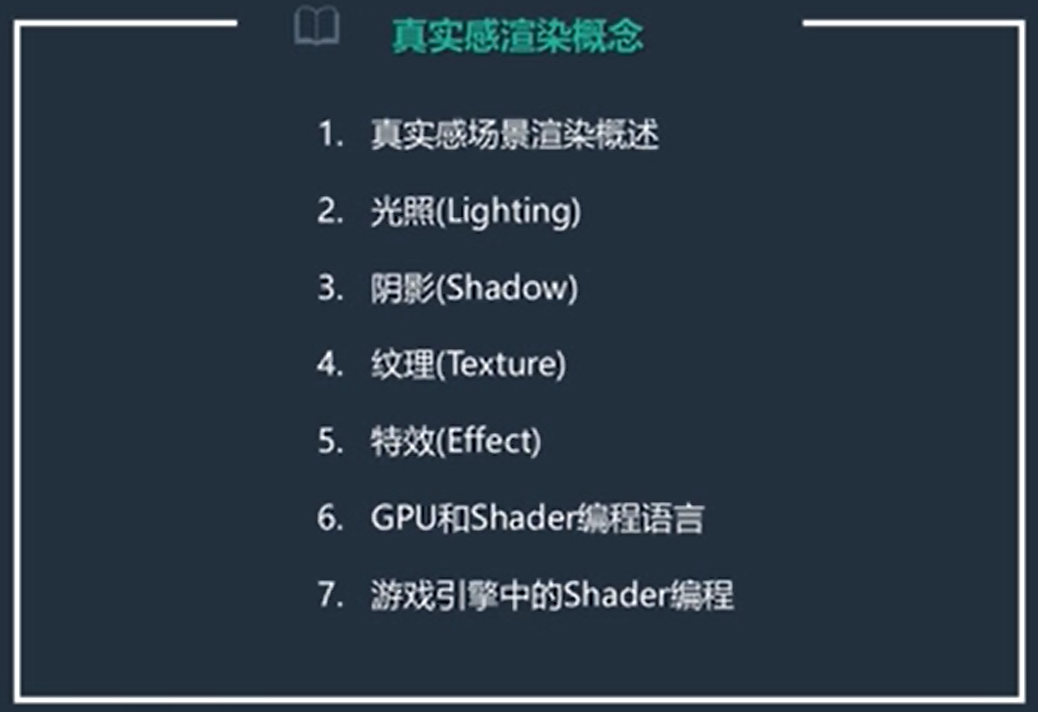 真实感渲染概念
1. 真实感场景渲染概述
2. 光照(Lighting)
3. 阴影(Shadow)
4. 纹理(Texture)
5. 特效(Effect)
6. GPU和Shader编程语言
7. 游戏引擎中的Shader编程